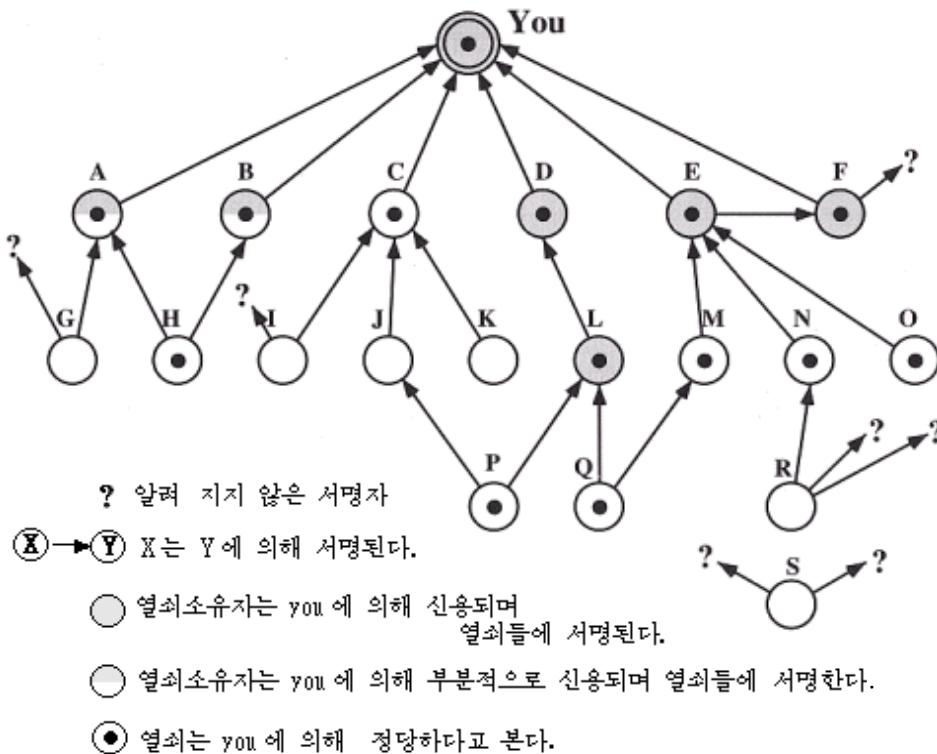 You
A B C D E F ?
?
G H ? I J K L M N O
P Q R ? ?
? S ?
? 알려 지지 않은 서명자
X Y X는 Y에 의해 서명된다.
열쇠소유자는 you에 의해 신용되며
열쇠들에 서명된다.
열쇠소유자는 you에 의해 부분적으로 신용되며 열쇠들에 서명한다.
열쇠는 you에 의해 정당하다고 본다.